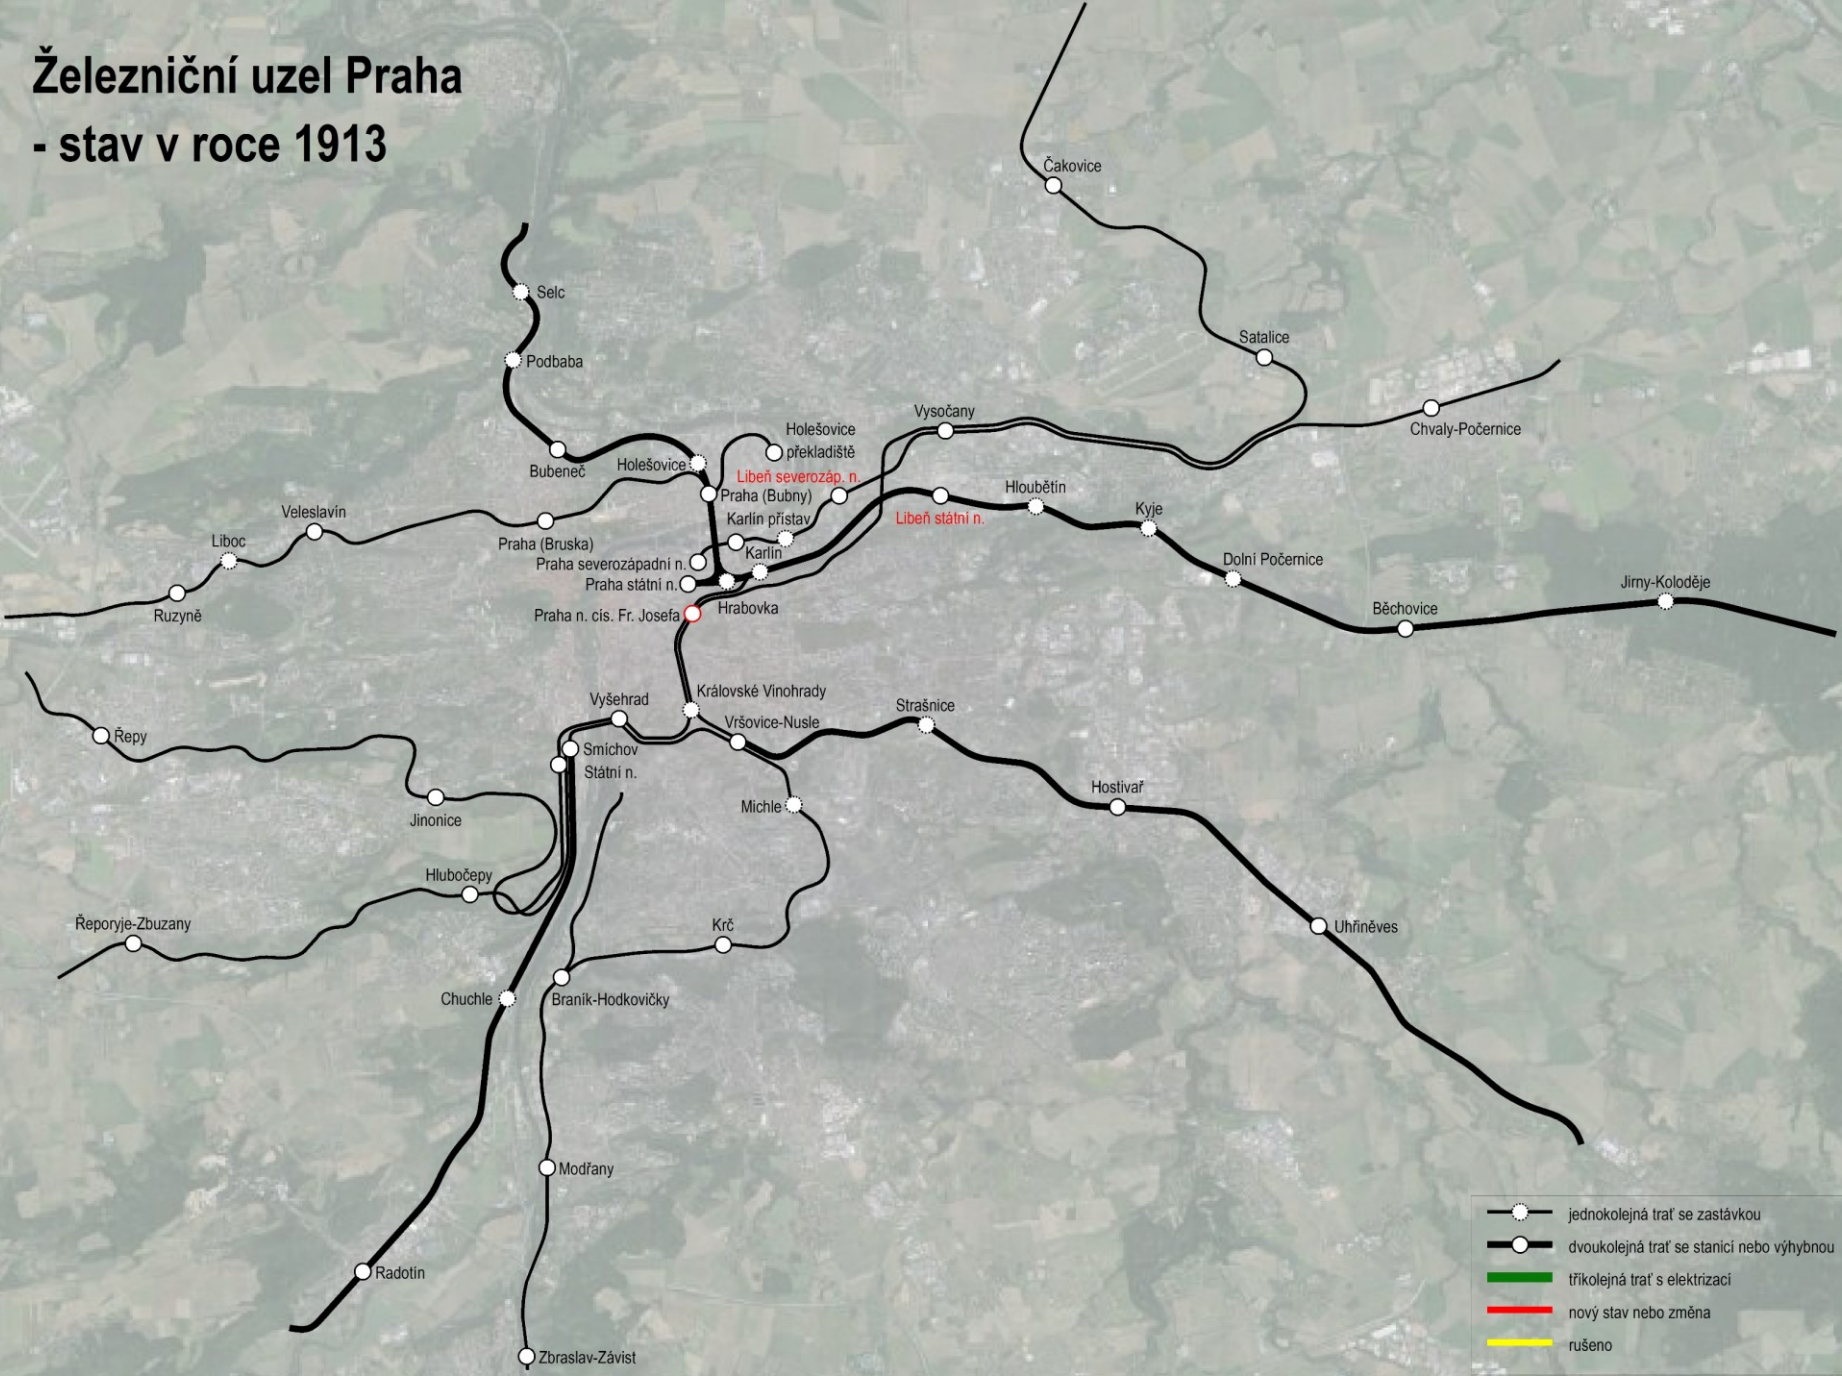 Železniční uzel Praha
- stav v roce 1913
Čakovice
Selc
Satalice
Podbaba
Vysočany
Chvaly-Počernice
Holešovice
překladiště
Bubeneč
Holešovice
Libeň severozáp. n.
Praha (Bubny)
Hloubětín
Libeň státní n.
Kyje
Karlín přístav
Veleslavín
Praha (Bruska)
Liboc
Karlín
Praha severozápadní n.
Praha státní n.
Dolní Počernice
Jirny-Koloděje
Ruzyně
Hrabovka
Praha n. cís. Fr. Josefa
Běchovice
Královské Vinohrady
Vyšehrad
Vršovice-Nusle
Strašnice
Řepy
Smíchov
Státní n.
Hostivař
Michle
Jinonice
Hlubočepy
Řeporyje-Zbuzany
Krč
Uhřiněves
Chuchle
Braník-Hodkovičky
Modřany
Radotín
Zbraslav-Závist
jednokolejná trať se zastávkou
dvoukolejná trať se stanicí nebo výhybnou
tříkolejná trať s elektrizací
nový stav nebo změna
rušeno